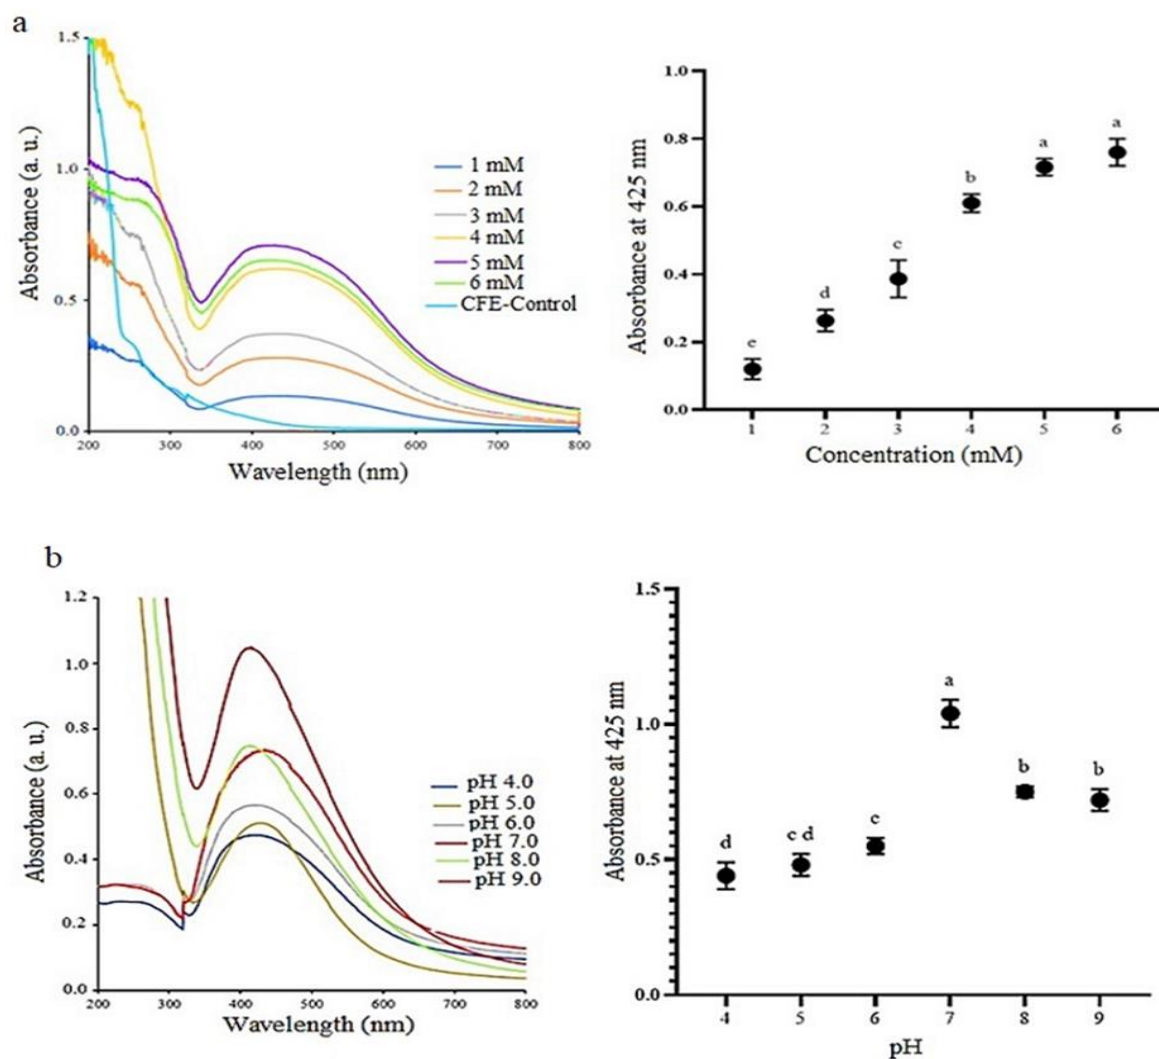 a
1.5
1.0
0.5
0.0
Absorbance (a. u.)
200 300 400 500 600 700 800
Wavelength (nm)
1 mM
2 mM
3 mM
4 mM
5 mM
6 mM
CFE-Control
1.0
0.8
0.6
0.4
0.2
0.0
Absorbance at 425 nm
e
d
c
b
a
a
1 2 3 4 5 6
Concentration (mM)
b
1.2
1.0
0.8
0.6
0.4
0.2
0.0
Absorbance (a. u.)
200 300 400 500 600 700 800
Wavelength (nm)
pH 4.0
pH 5.0
pH 6.0
pH 7.0
pH 8.0
pH 9.0
1.5
1.0
0.5
0.0
Absorbance at 425 nm
d
c d
c
a
b
b
4 5 6 7 8 9
pH